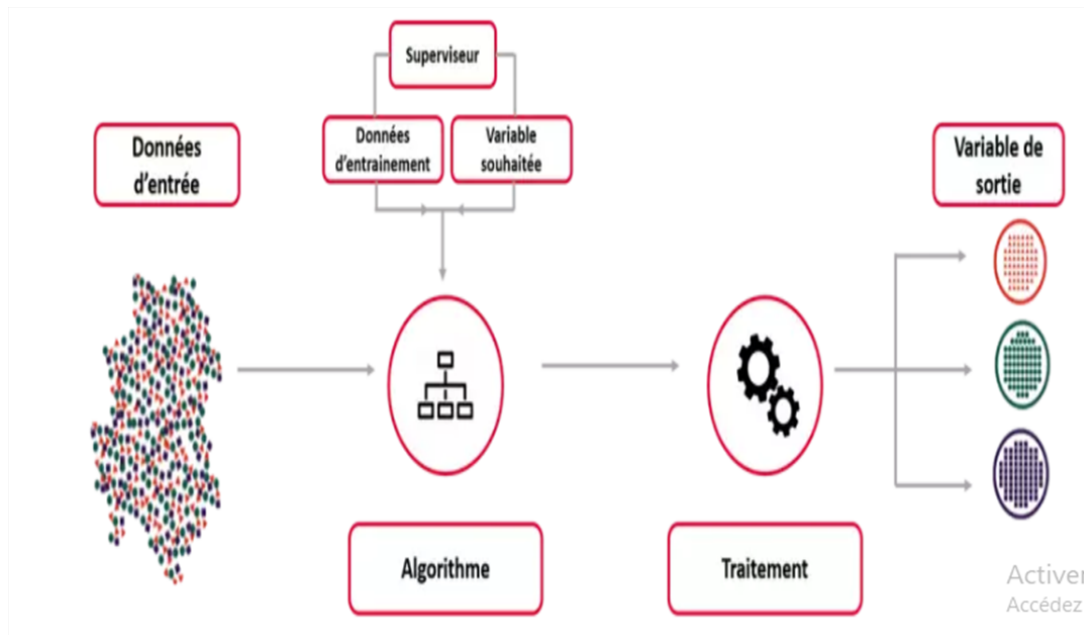 Superviseur
Données
d'entrée
Données
d'entrainement
Variable
souhaitée
Variable de
sortie
Algorithme
Traitement
Activer
Accédez